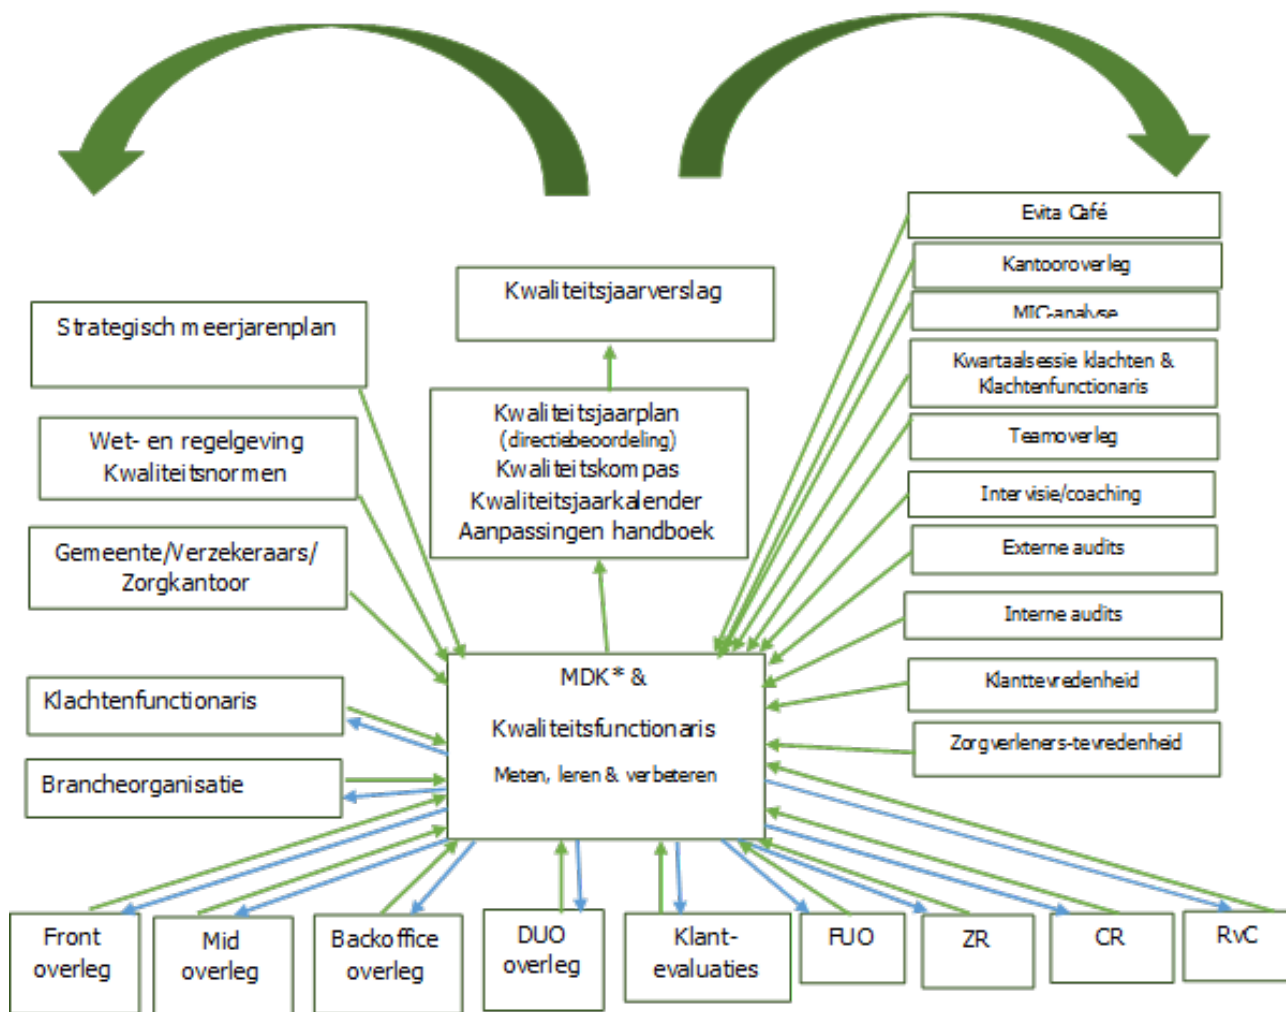 Evita Café
Kantooroverleg
MIC-analyse
Kwartaalsessie klachten &
Klachtenfunctionaris
Teamoverleg
Intervisie/coaching
Externe audits
Interne audits
Klanttevredenheid
Zorgverleners-tevredenheid
Kwaliteitsjaarverslag
Strategisch meerjarenplan
Kwaliteitsjaarplan
(directiebeoordeling)
Kwaliteitskompas
Kwaliteitsjaarkalender
Aanpassingen handboek
Wet- en regelgeving
Kwaliteitsnormen
Gemeente/Verzekeraars/
Zorgkantoor
Klachtenfunctionaris
Brancheorganisatie
MDK* &
Kwaliteitsfunctionaris
Meten, leren & verbeteren
Front
overleg
Mid
overleg
Backoffice
overleg
DUO
overleg
Klant-
evaluaties
FUO
ZR
CR
RvC